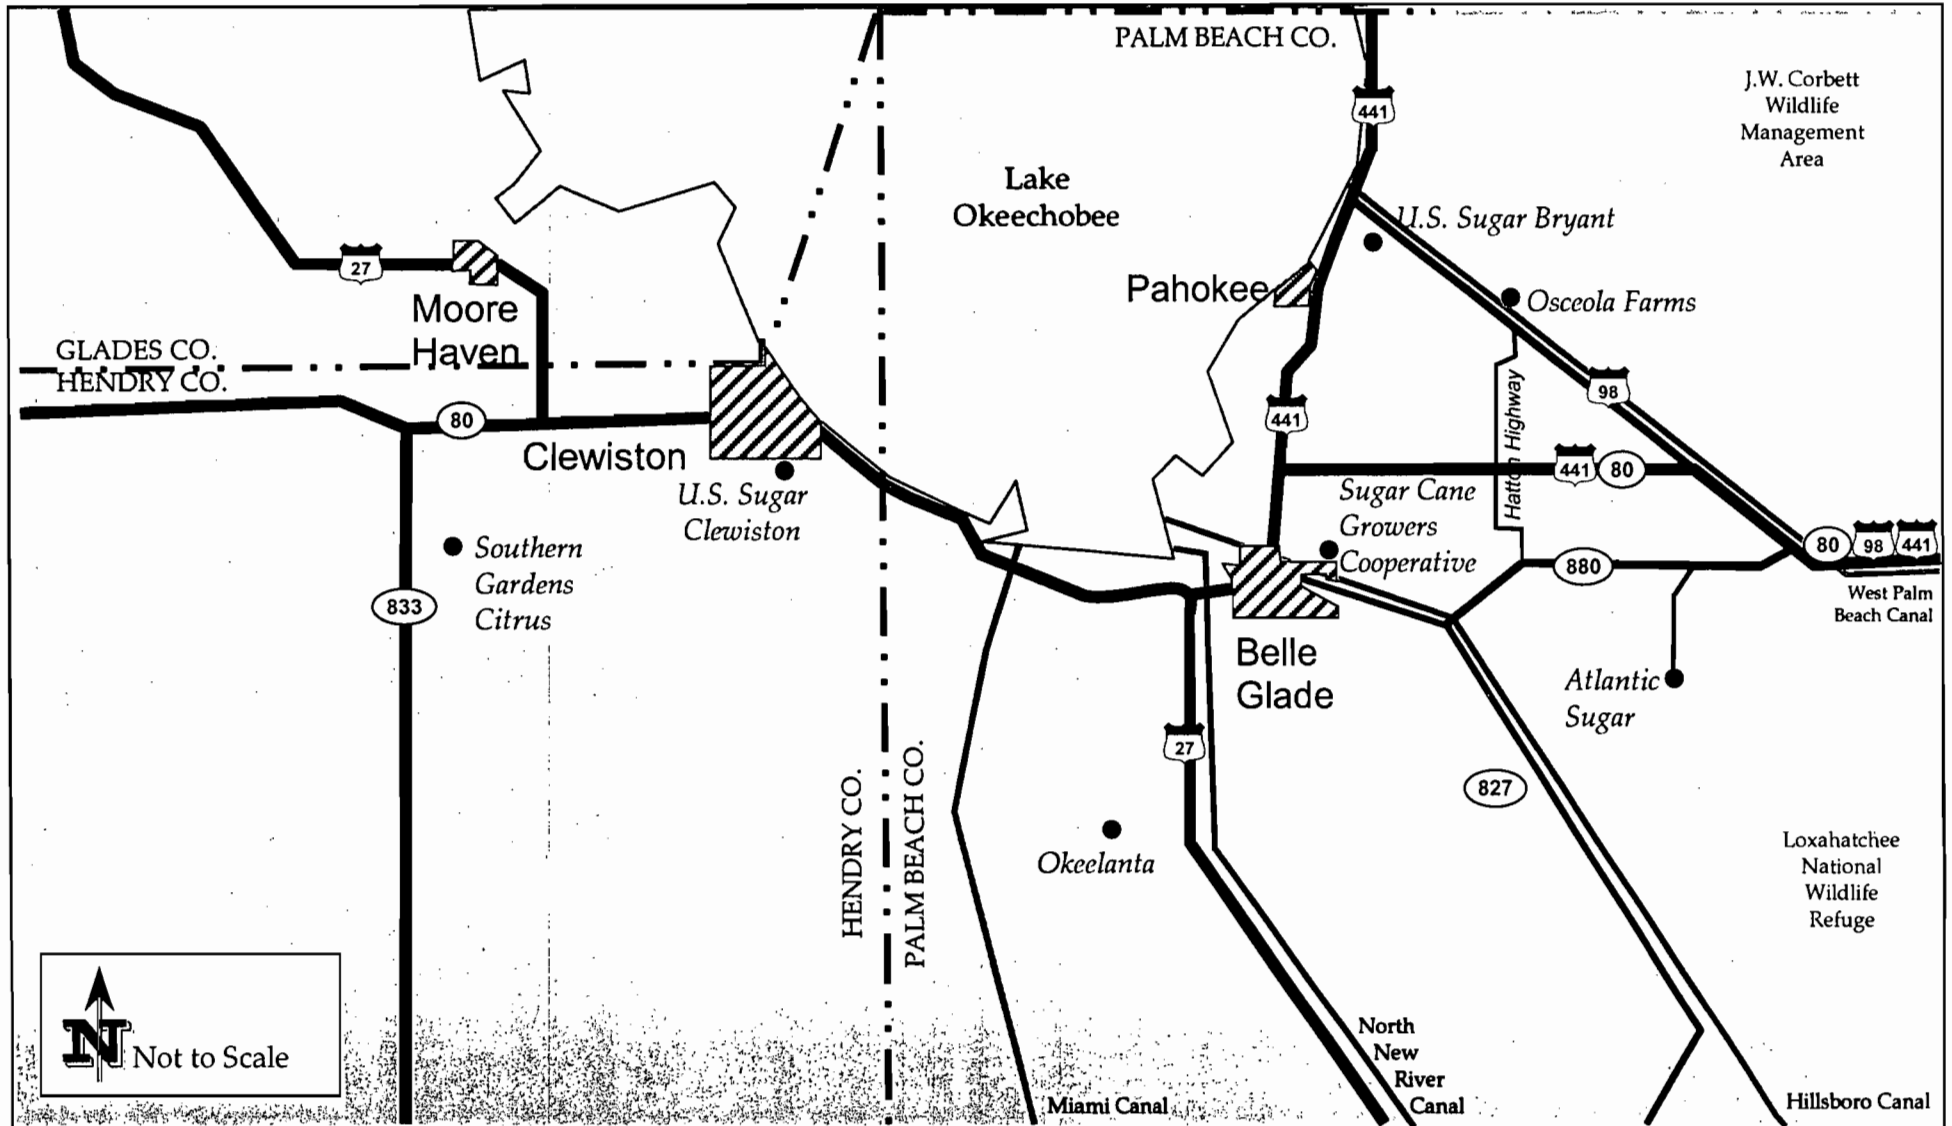 PALM BEACH CO.
441
J.W. Corbett
Wildlife
Management
Area
Lake
Okeechobee
U.S. Sugar Bryant
27
Moore
Haven
Pahokee
Osceola Farms
GLADES CO.
HENDRY CO.
98
80
Clewiston
441
Hatton Highway
441
80
U.S. Sugar
Clewiston
Sugar Cane
Growers
Cooperative
Southern
Gardens
Citrus
80
98
441
880
833
West Palm
Beach Canal
Belle
Glade
Atlantic
Sugar
27
827
HENDRY CO.
PALM BEACH CO.
Okeelanta
Loxahatchee
National
Wildlife
Refuge
N
Not to Scale
North
New
River
Canal
Miami Canal
Hillsboro Canal